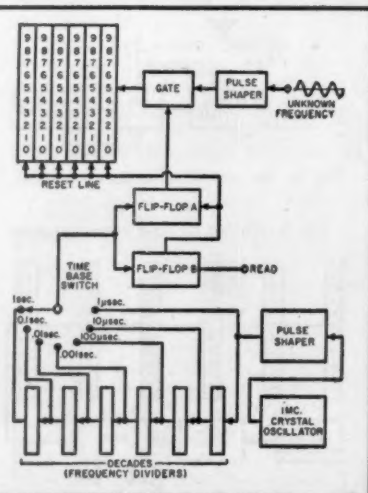 9 9 9 9 9 9
8 8 8 8 8 8
7 7 7 7 7 7
6 6 6 6 6 6
5 5 5 5 5 5
4 4 4 4 4 4
3 3 3 3 3 3
2 2 2 2 2 2
1 1 1 1 1 1
0 0 0 0 0 0
GATE
PULSE
SHAPER
UNKNOWN
FREQUENCY
RESET LINE
FLIP-FLOP A
FLIP-FLOP B
READ
TIME
BASE
SWITCH
1sec.
0.1sec.
.01sec.
.001sec.
1μsec.
10μsec.
100μsec.
PULSE
SHAPER
1MC.
CRYSTAL
OSCILLATOR
DECADES
(FREQUENCY DIVIDERS)